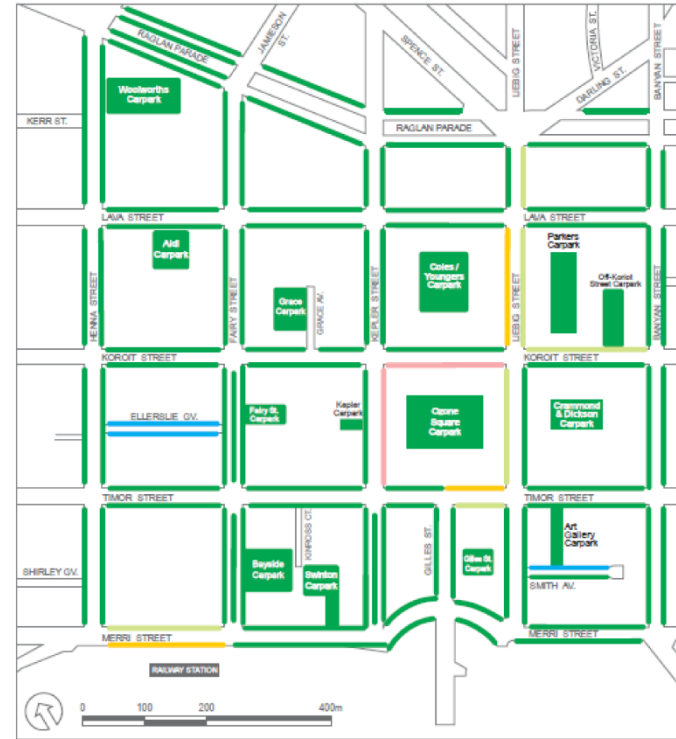 RAGLAN PARADE
JAMIESON
ST.
SPENCE ST.
LIEBIG STREET
VICTORIA ST.
DARLING ST.
BANYAN STREET
Woolworths
Carpark
KERR ST.
RAGLAN PARADE
LAVA STREET
LAVA STREET
Aldi
Carpark
Grace
Carpark
GRACE AV.
Coles /
Youngers
Carpark
Parkers
Carpark
Off-Koroit
Street Carpark
HENNA STREET
FAIRY STREET
KEPLER STREET
LIEBIG STREET
BANYAN STREET
KOROIT STREET
KOROIT STREET
ELLERSLIE GV.
Fairy St.
Carpark
Kepler
Carpark
Ozone
Square
Carpark
Crammond
& Dickson
Carpark
TIMOR STREET
TIMOR STREET
KINROSS CT.
GILLES ST.
Art
Gallery
Carpark
SHIRLEY GV.
Bayside
Carpark
Swinton
Carpark
Gilles St.
Carpark
SMITH AV.
MERRI STREET
MERRI STREET
RAILWAY STATION
0 100 200 400m